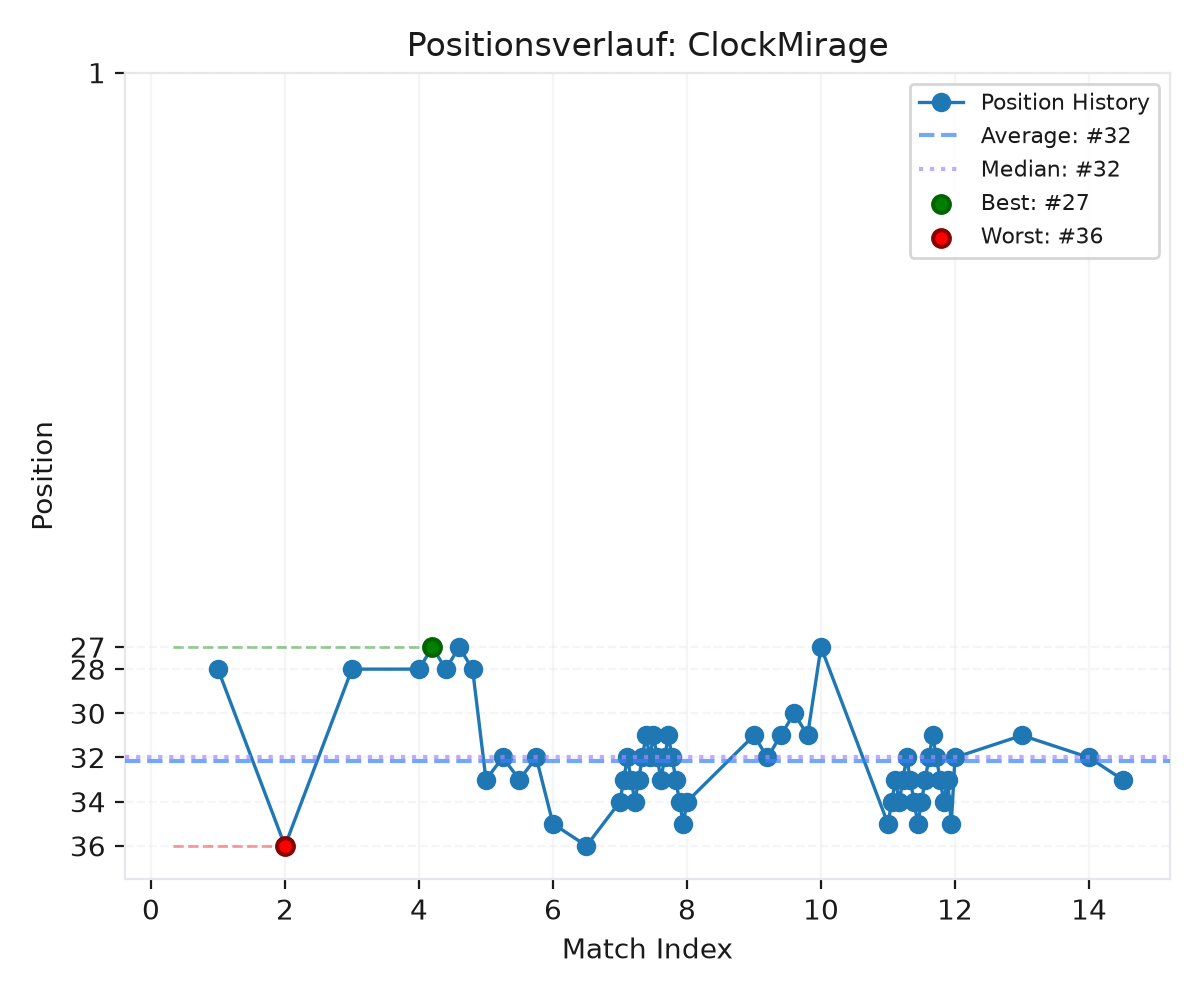 Positionsverlauf: ClockMirage
Position History
Average: #32
Median: #32
Best: #27
Worst: #36
Position
1
27
28
30
32
34
36
0 2 4 6 8 10 12 14
Match Index